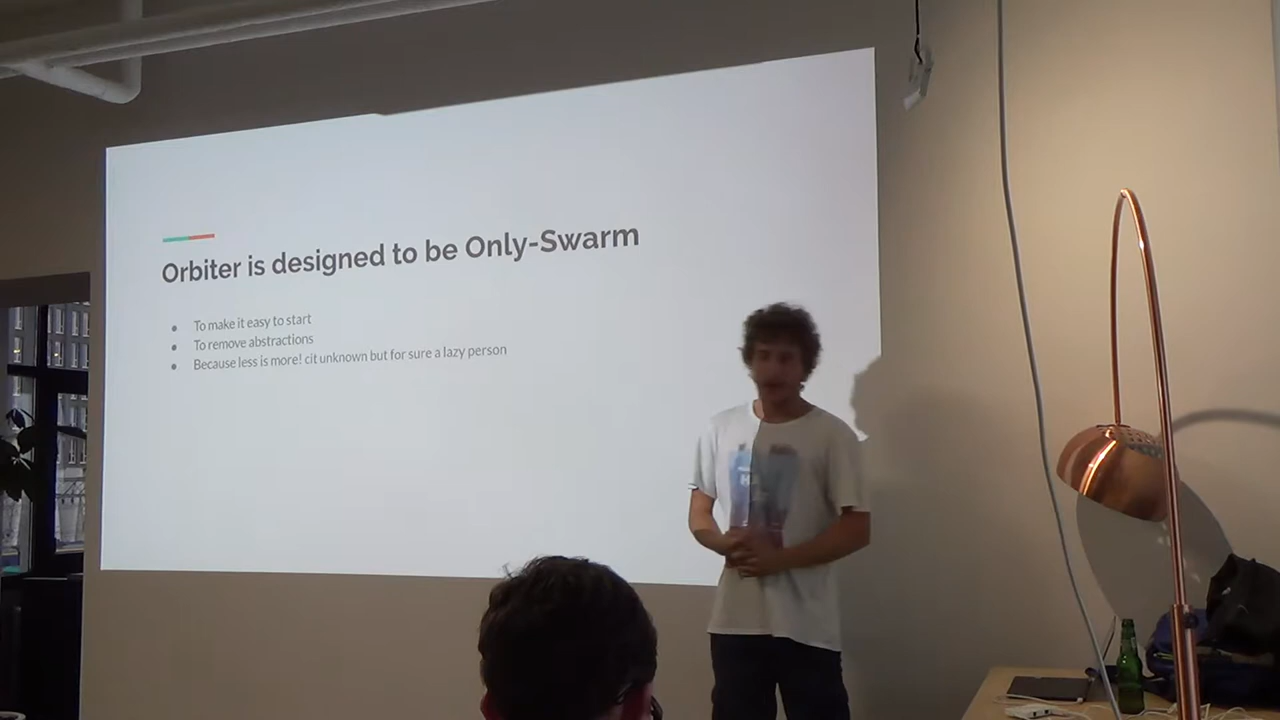 Orbiter is designed to be Only-Swarm
To make it easy to start
To remove abstractions
Because less is more! cit unknown but for sure a lazy person